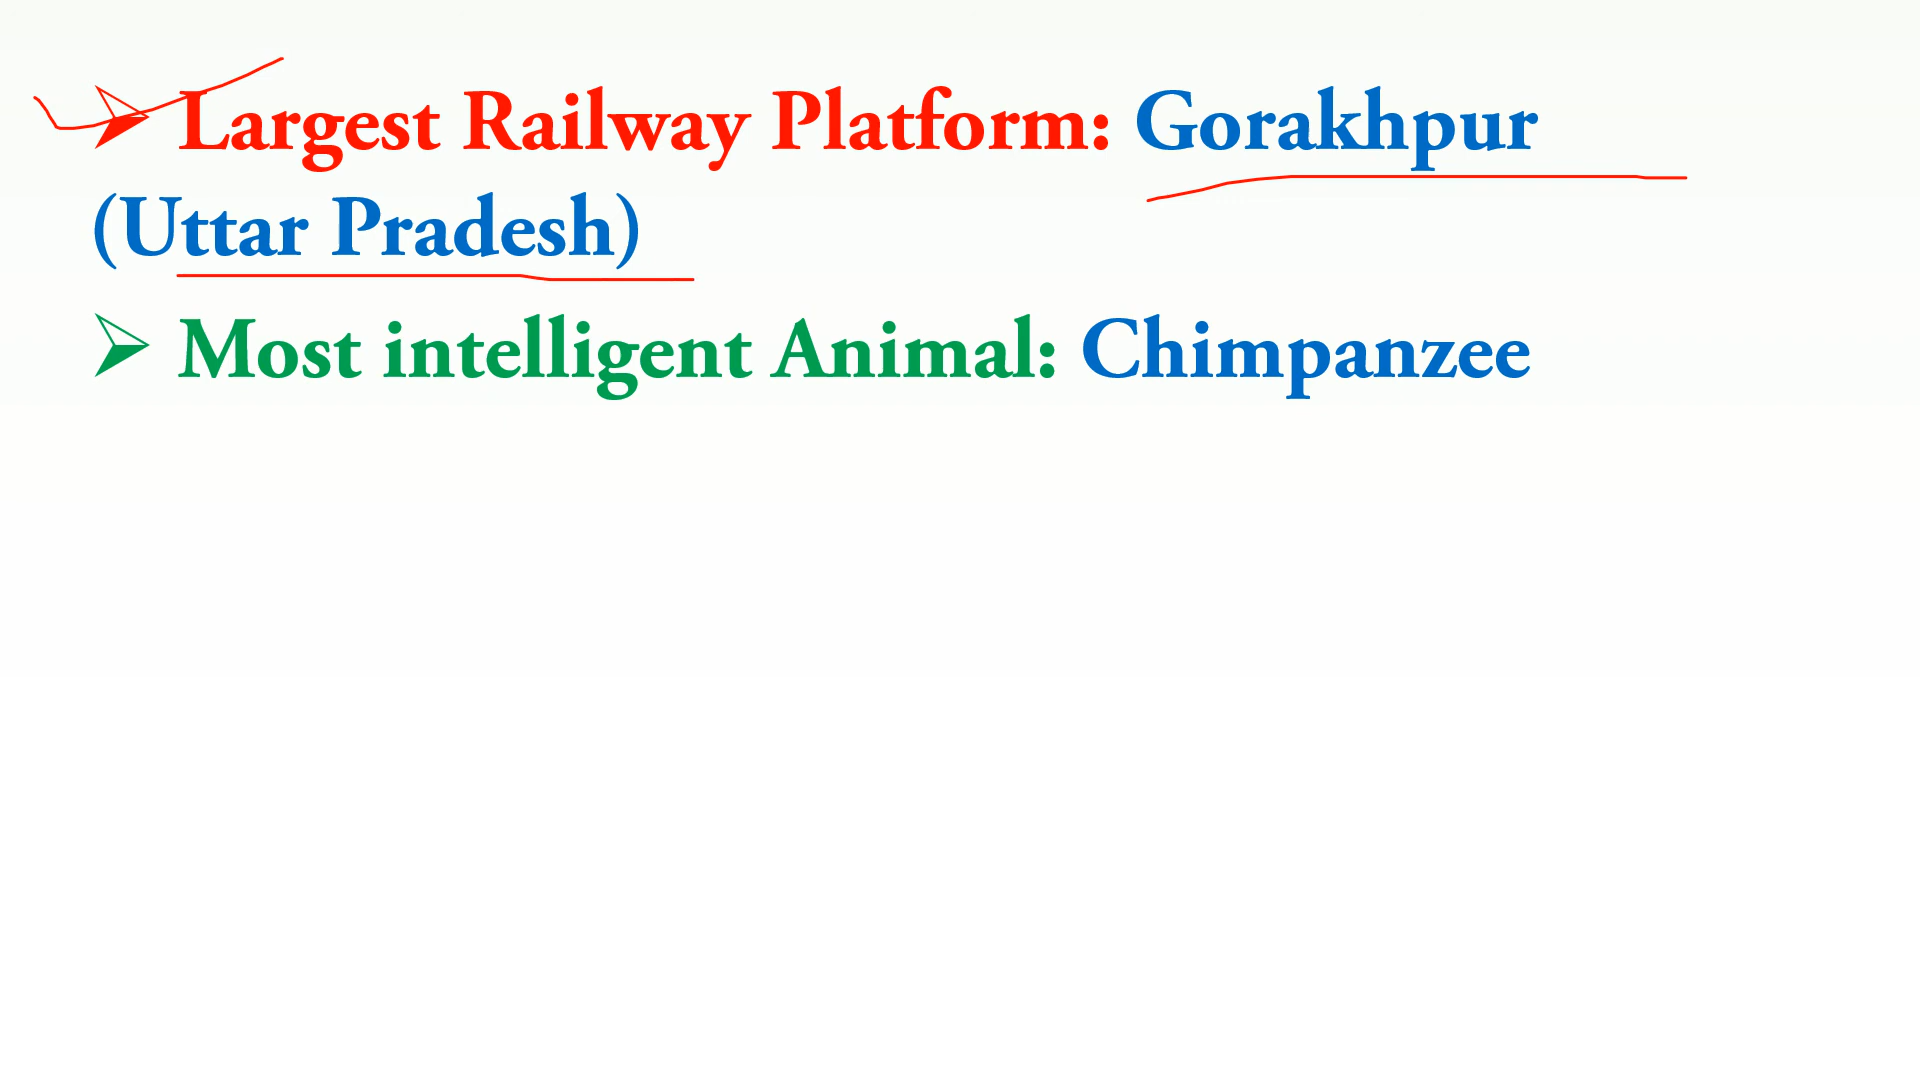 Largest Railway Platform: Gorakhpur
(Uttar Pradesh)
Most intelligent Animal: Chimpanzee